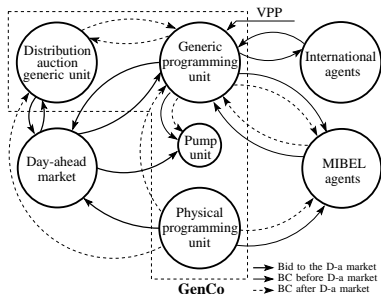 VPP
Distribution
auction
generic unit
Generic
programming
unit
International
agents
Pump
unit
Day-ahead
market
MIBEL
agents
Physical
programming
unit
Bid to the D-a market
BC before D-a market
BC after D-a market
GenCo